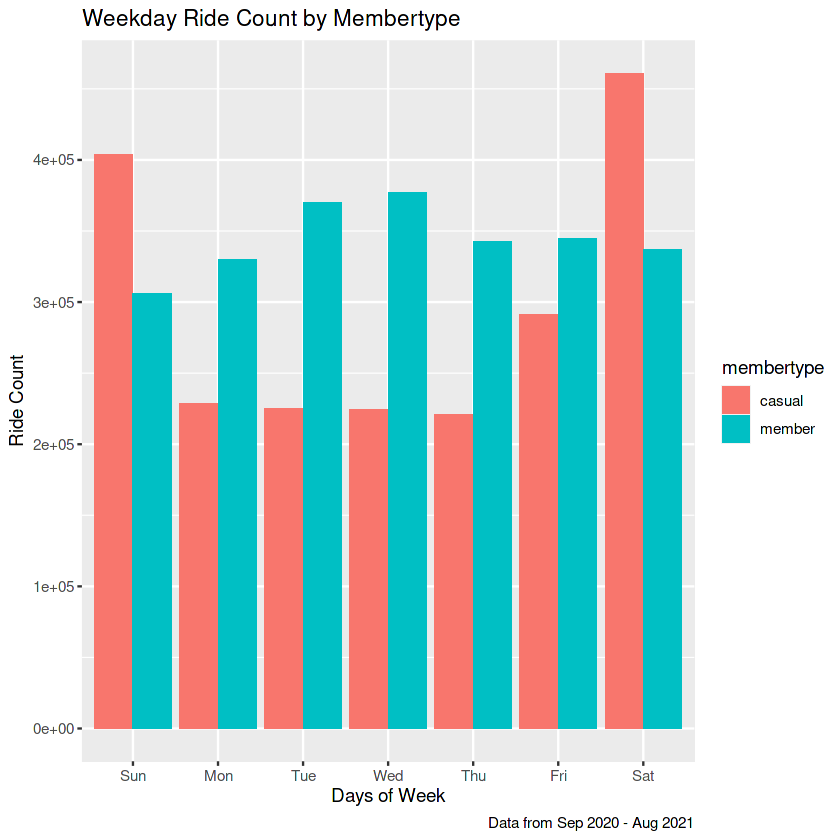 Weekday Ride Count by Membertype
Ride Count
4e+05
3e+05
2e+05
1e+05
0e+00
Sun Mon Tue Wed Thu Fri Sat
Days of Week
membertype
casual
member
Data from Sep 2020 - Aug 2021